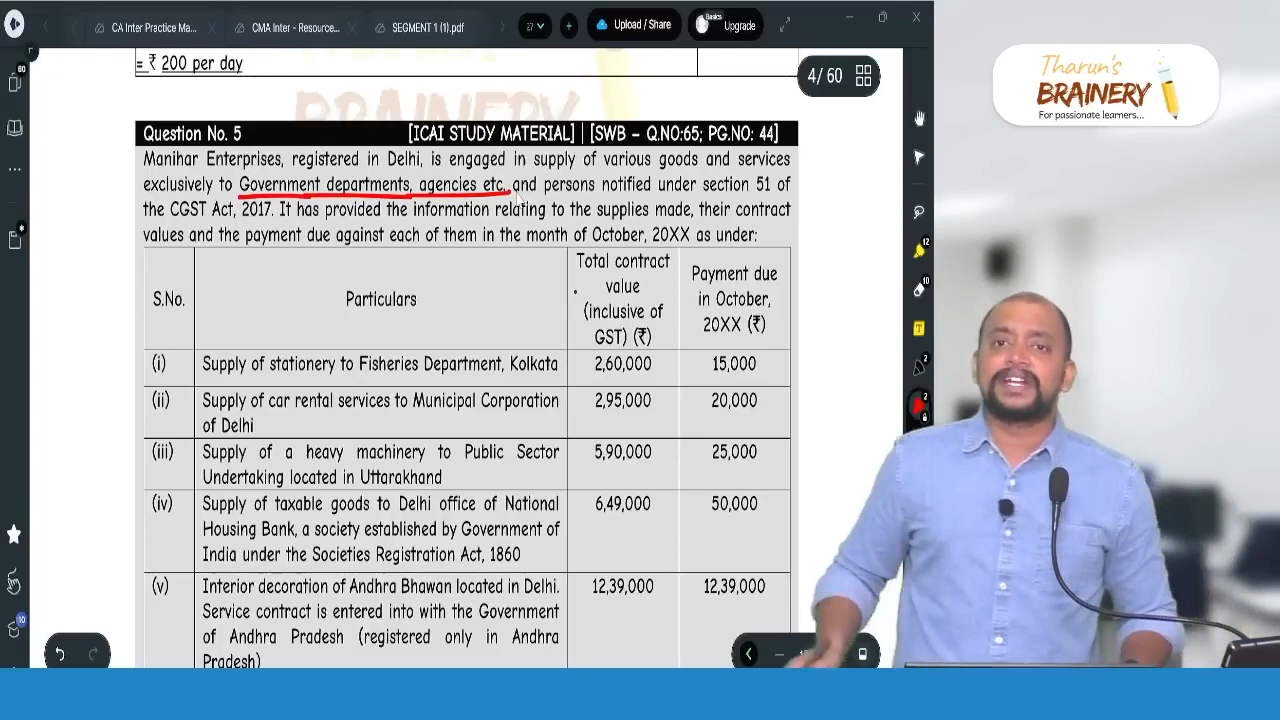 CA Inter Practice Ma...
CMA Inter - Resource...
SEGMENT 1 (1).pdf
27
Upload / Share
Basics
Upgrade
60
= ₹ 200 per day
4/60
BRAINERY
Tharun's
BRAINERY
For passionate learners...
Question No. 5 [ICAI STUDY MATERIAL] | [SWB – Q.NO:65; PG.NO: 44]
Manihar Enterprises, registered in Delhi, is engaged in supply of various goods and services
exclusively to Government departments, agencies etc. and persons notified under section 51 of
the CGST Act, 2017. It has provided the information relating to the supplies made, their contract
values and the payment due against each of them in the month of October, 20XX as under:
S.No. Particulars Total contract value (inclusive of GST) (₹) Payment due in October, 20XX (₹)
(i) Supply of stationery to Fisheries Department, Kolkata 2,60,000 15,000
(ii) Supply of car rental services to Municipal Corporation 2,95,000 20,000
of Delhi
(iii) Supply of a heavy machinery to Public Sector 5,90,000 25,000
Undertaking located in Uttarakhand
(iv) Supply of taxable goods to Delhi office of National 6,49,000 50,000
Housing Bank, a society established by Government of
India under the Societies Registration Act, 1860
(v) Interior decoration of Andhra Bhawan located in Delhi. 12,39,000 12,39,000
Service contract is entered into with the Government
of Andhra Pradesh (registered only in Andhra
Pradesh)
12
10
T
2
2
10